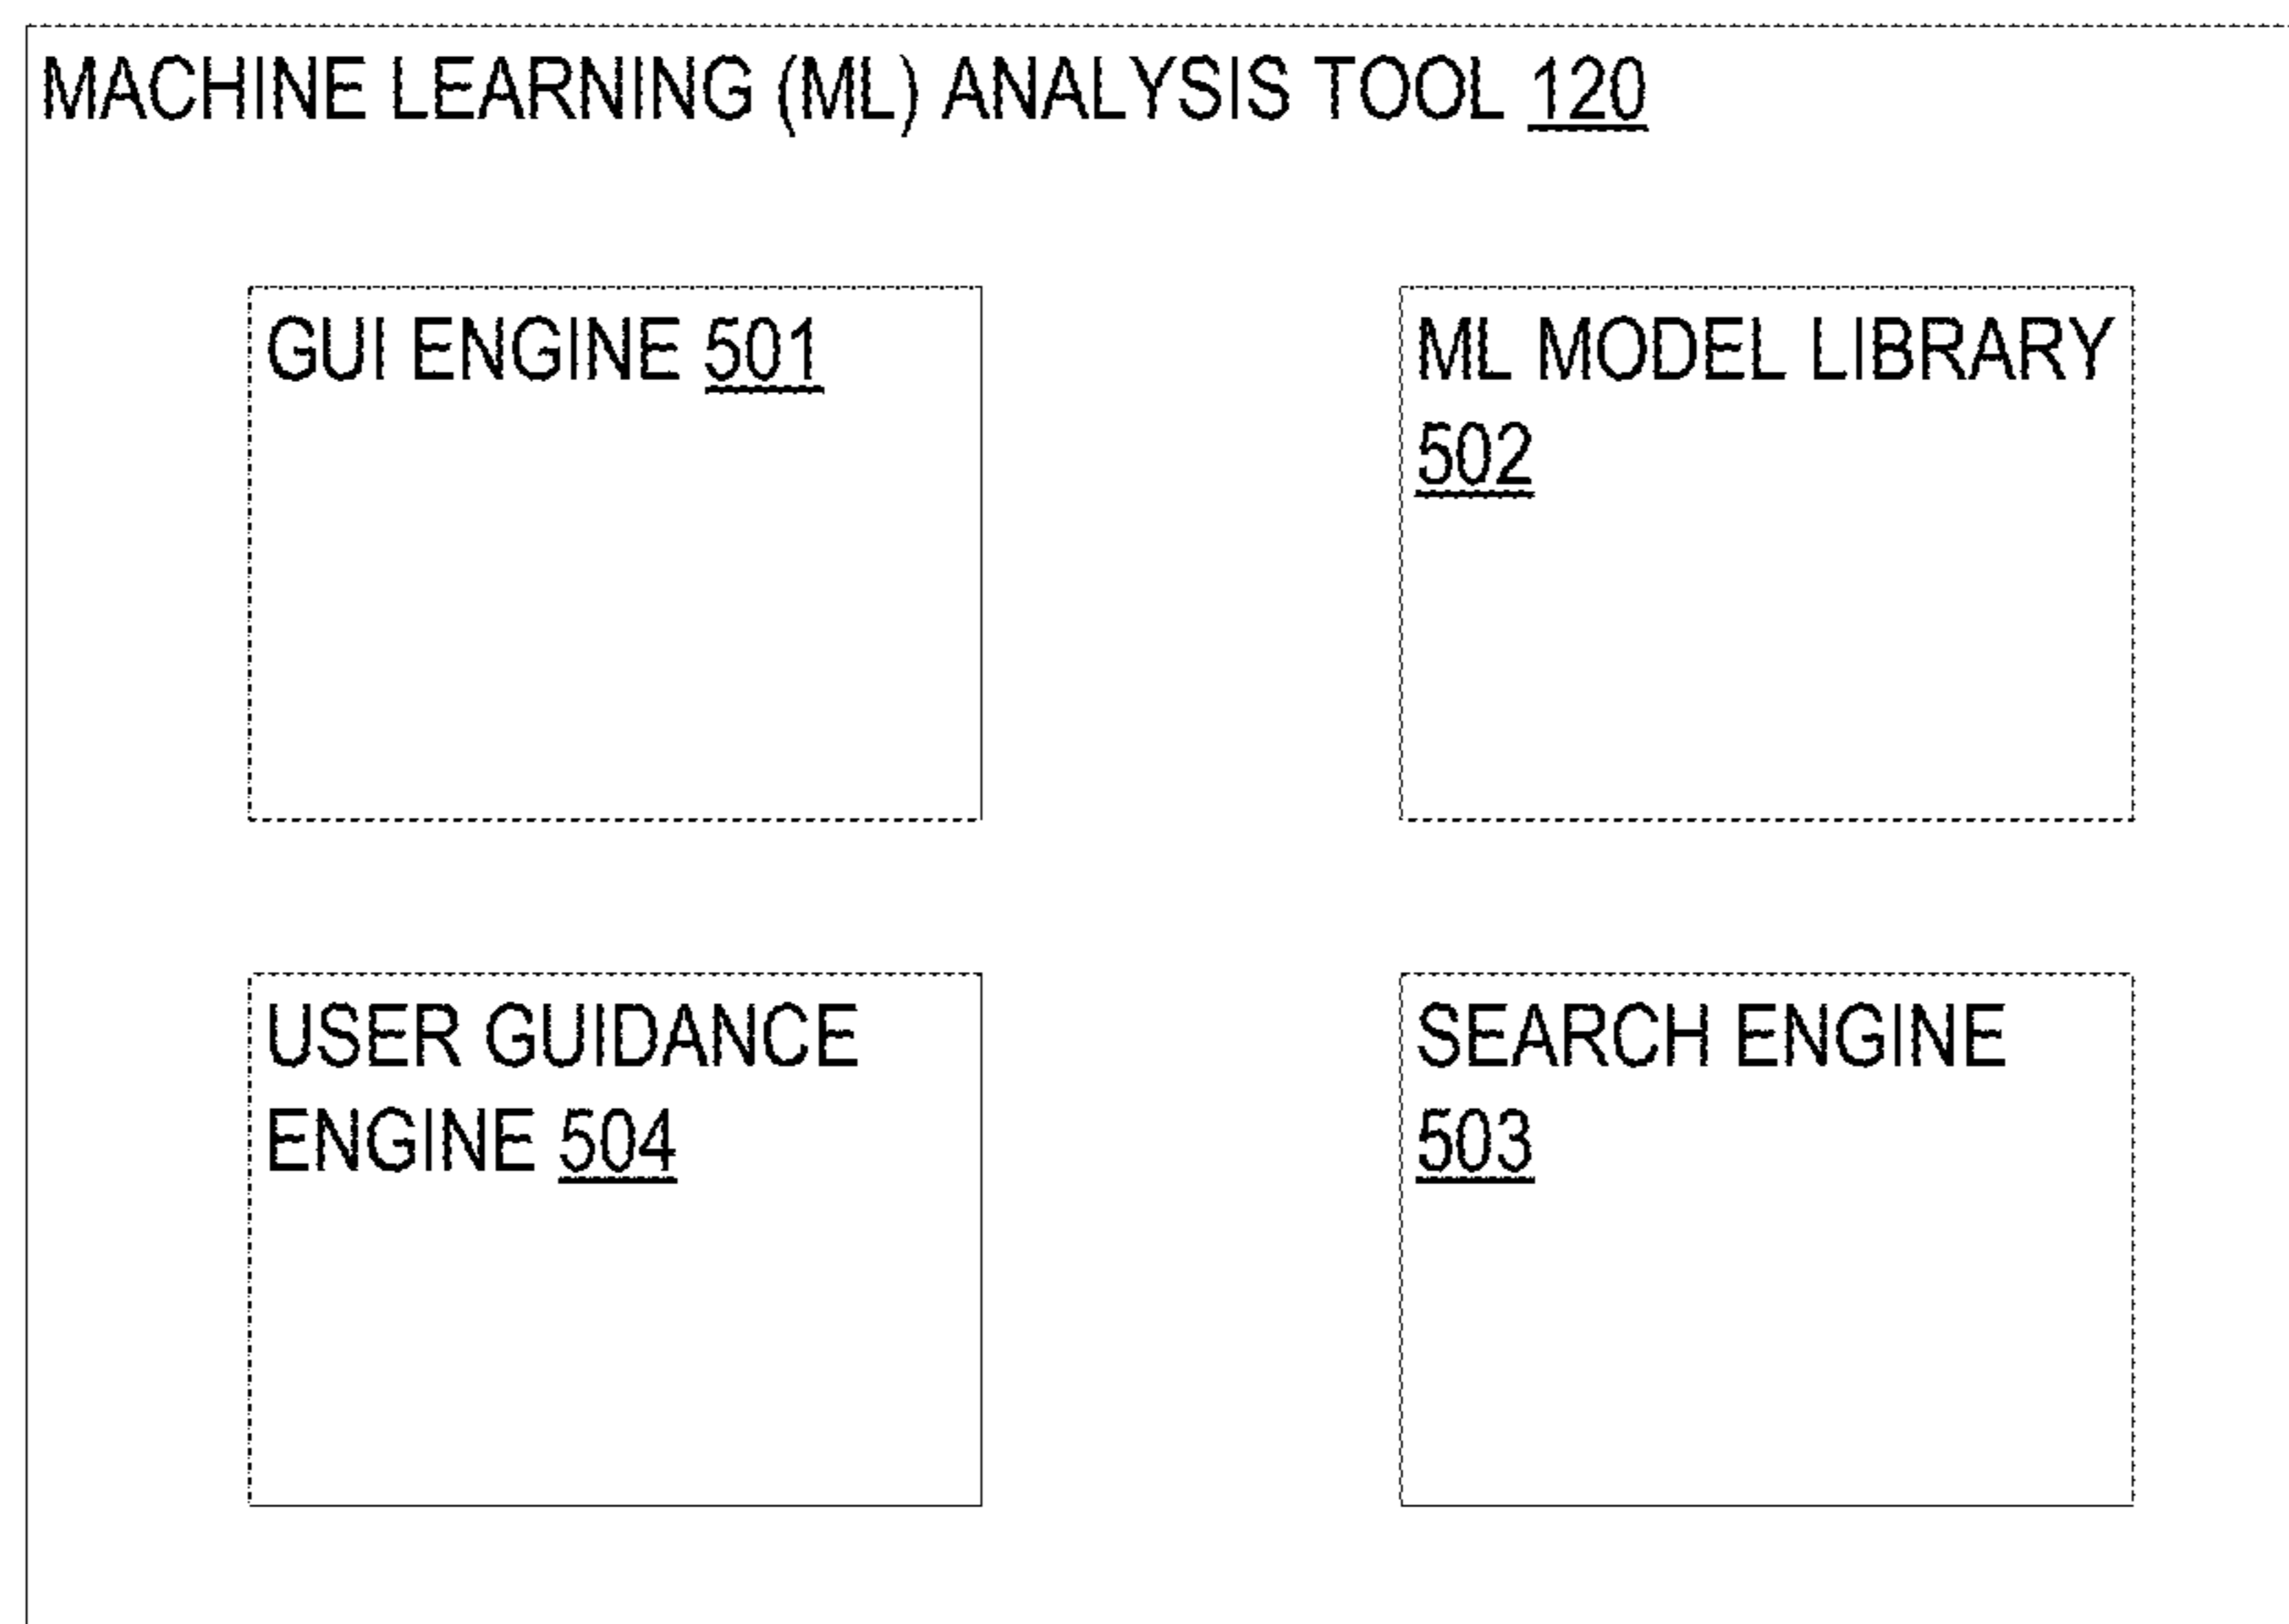 MACHINE LEARNING (ML) ANALYSIS TOOL 120
GUI ENGINE 501
ML MODEL LIBRARY
502
USER GUIDANCE
ENGINE 504
SEARCH ENGINE
503